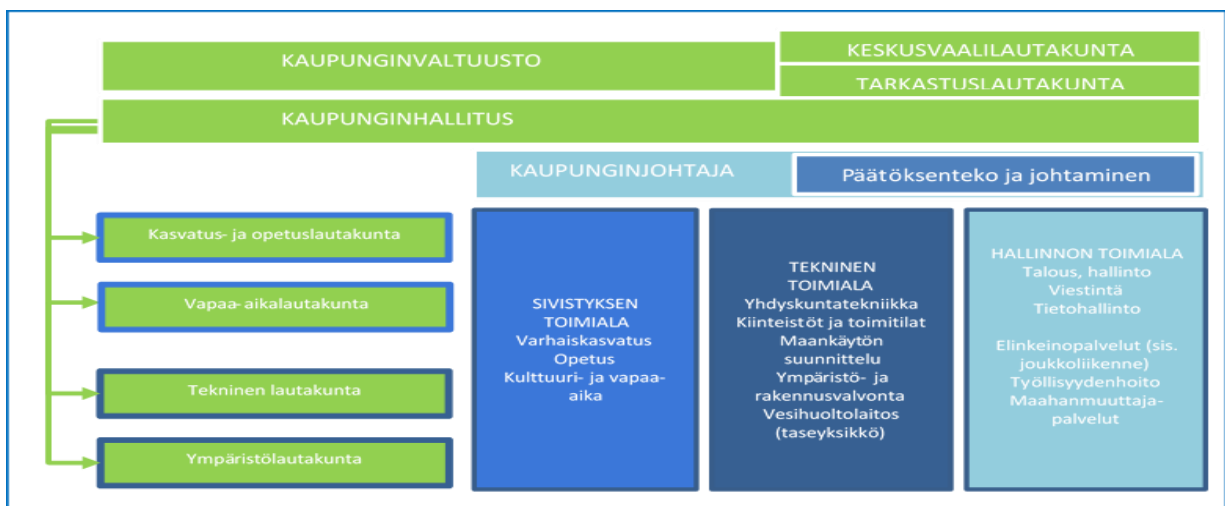 KAUPUNGINVALTUUSTO
KESKUSVAALILAUTAKUNTA
TARKASTUSLAUTAKUNTA
KAUPUNGINHALLITUS
KAUPUNGINJOHTAJA
Päätöksenteko ja johtaminen
Kasvatus- ja opetuslautakunta
Vapaa-aikalautakunta
Tekninen lautakunta
Ympäristölautakunta
SIVISTYKSEN
TOIMIALA
Varhaiskasvatus
Opetus
Kulttuuri- ja vapaa-
aika
TEKNINEN
TOIMIALA
Yhdyskuntatekniikka
Kiinteistöt ja toimitilat
Maankäytön
suunnittelu
Ympäristö- ja
rakennusvalvonta
Vesihuoltolaitos
(taseyksikkö)
HALLINNON TOIMIALA
Talous, hallinto
Viestintä
Tietohallinto
Elinkeinopalvelut (sis.
joukkoliikenne)
Työllisyydenhoito
Maahanmuuttaja-
palvelut